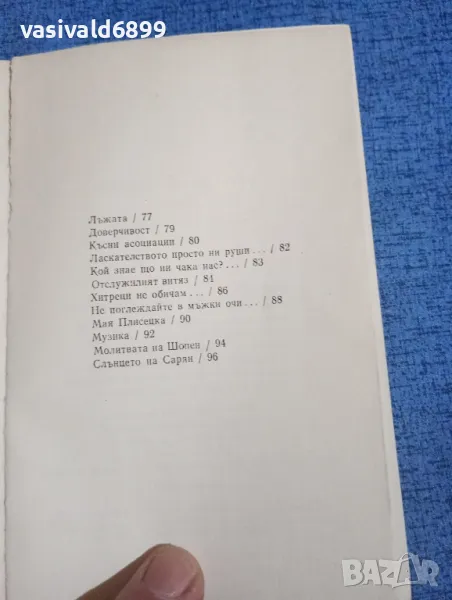 vasivald6899
Лъжата / 77
Доверчивост / 79
Късни асоциации / 80
Ласкателството просто ни руши... / 82
Кой знае що ни чака нас?... / 83
Отслужилият витяз / 84
Хитреци не обичам... / 86
Не поглеждайте в мъжки очи... / 88
Мая Плисецка / 90
Музика / 92
Молитвата на Шопен / 94
Слънцето на Сарян / 96
BAZAR